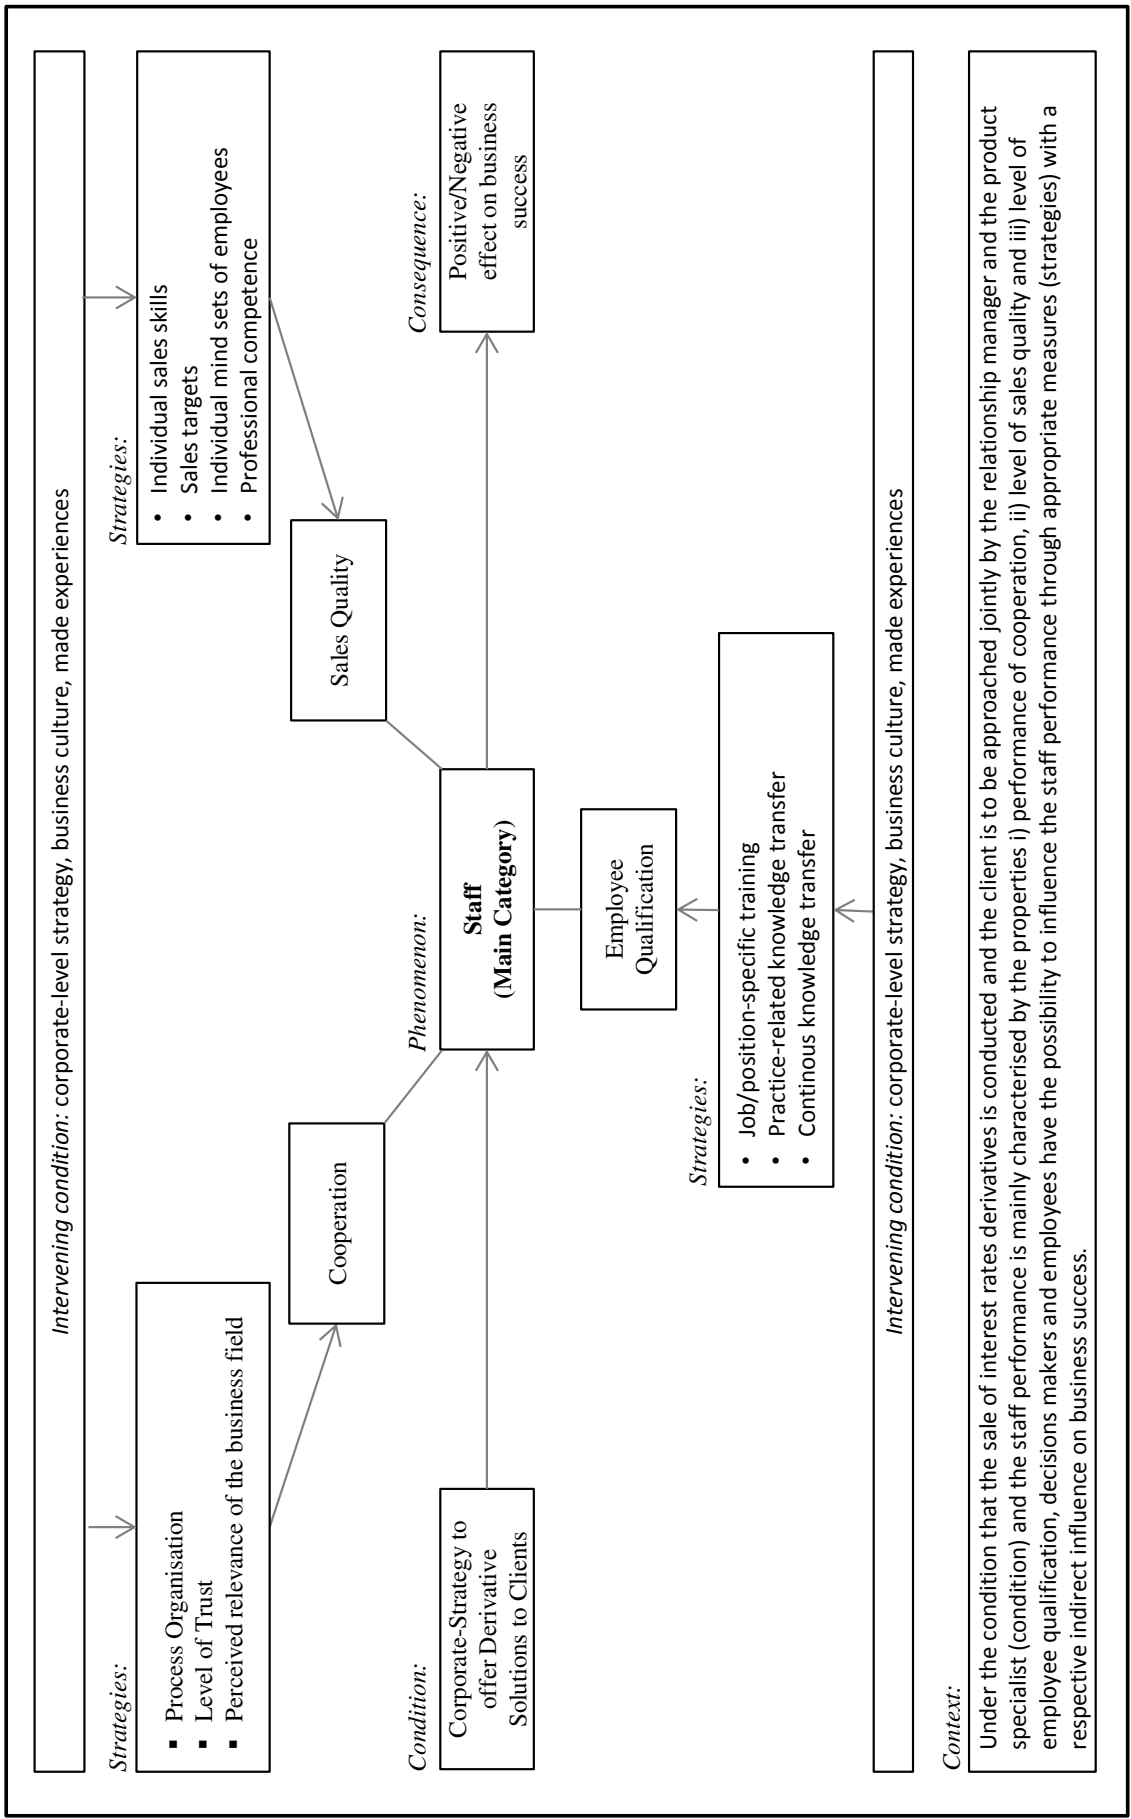 Intervening condition: corporate-level strategy, business culture, made experiences
Strategies:
▪ Process Organisation
▪ Level of Trust
▪ Perceived relevance of the business field
Strategies:
• Individual sales skills
• Sales targets
• Individual mind sets of employees
• Professional competence
Cooperation
Sales Quality
Condition:
Corporate-Strategy to
offer Derivative
Solutions to Clients
Phenomenon:
Staff
(Main Category)
Consequence:
Positive/Negative
effect on business
success
Employee
Qualification
Strategies:
• Job/position-specific training
• Practice-related knowledge transfer
• Continous knowledge transfer
Intervening condition: corporate-level strategy, business culture, made experiences
Context:
Under the condition that the sale of interest rates derivatives is conducted and the client is to be approached jointly by the relationship manager and the product
specialist (condition) and the staff performance is mainly characterised by the properties i) performance of cooperation, ii) level of sales quality and iii) level of
employee qualification, decisions makers and employees have the possibility to influence the staff performance through appropriate measures (strategies) with a
respective indirect influence on business success.